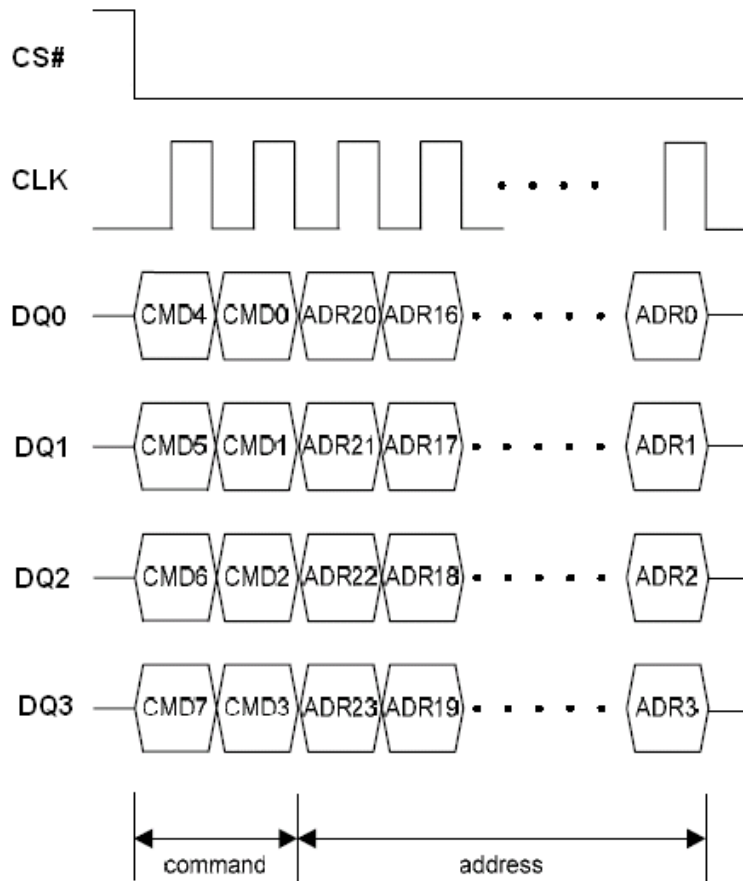 CS#
CLK
DQ0 CMD4 CMD0 ADR20 ADR16 ADR0
DQ1 CMD5 CMD1 ADR21 ADR17 ADR1
DQ2 CMD6 CMD2 ADR22 ADR18 ADR2
DQ3 CMD7 CMD3 ADR23 ADR19 ADR3
command address